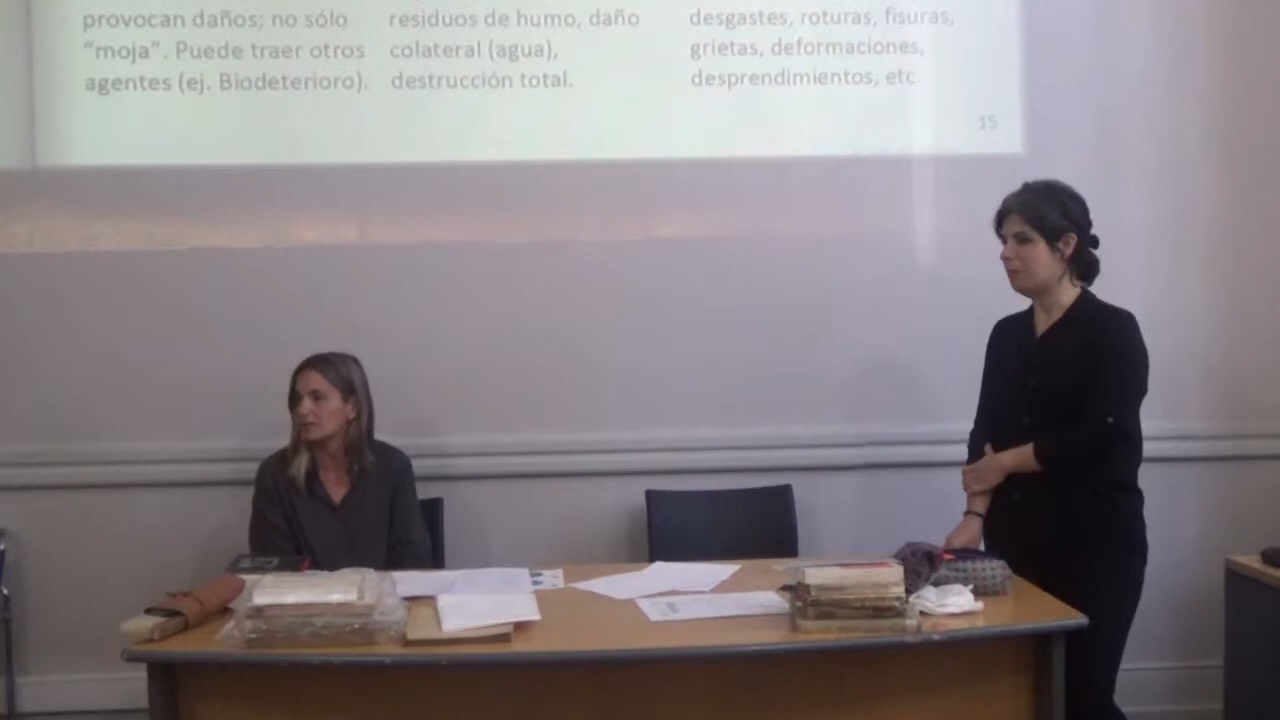 provocan daños; no sólo
“moja”. Puede traer otros
agentes (ej. Biodeterioro).
residuos de humo, daño
colateral (agua),
destrucción total.
desgastes, roturas, fisuras,
grietas, deformaciones,
desprendimientos, etc.
15